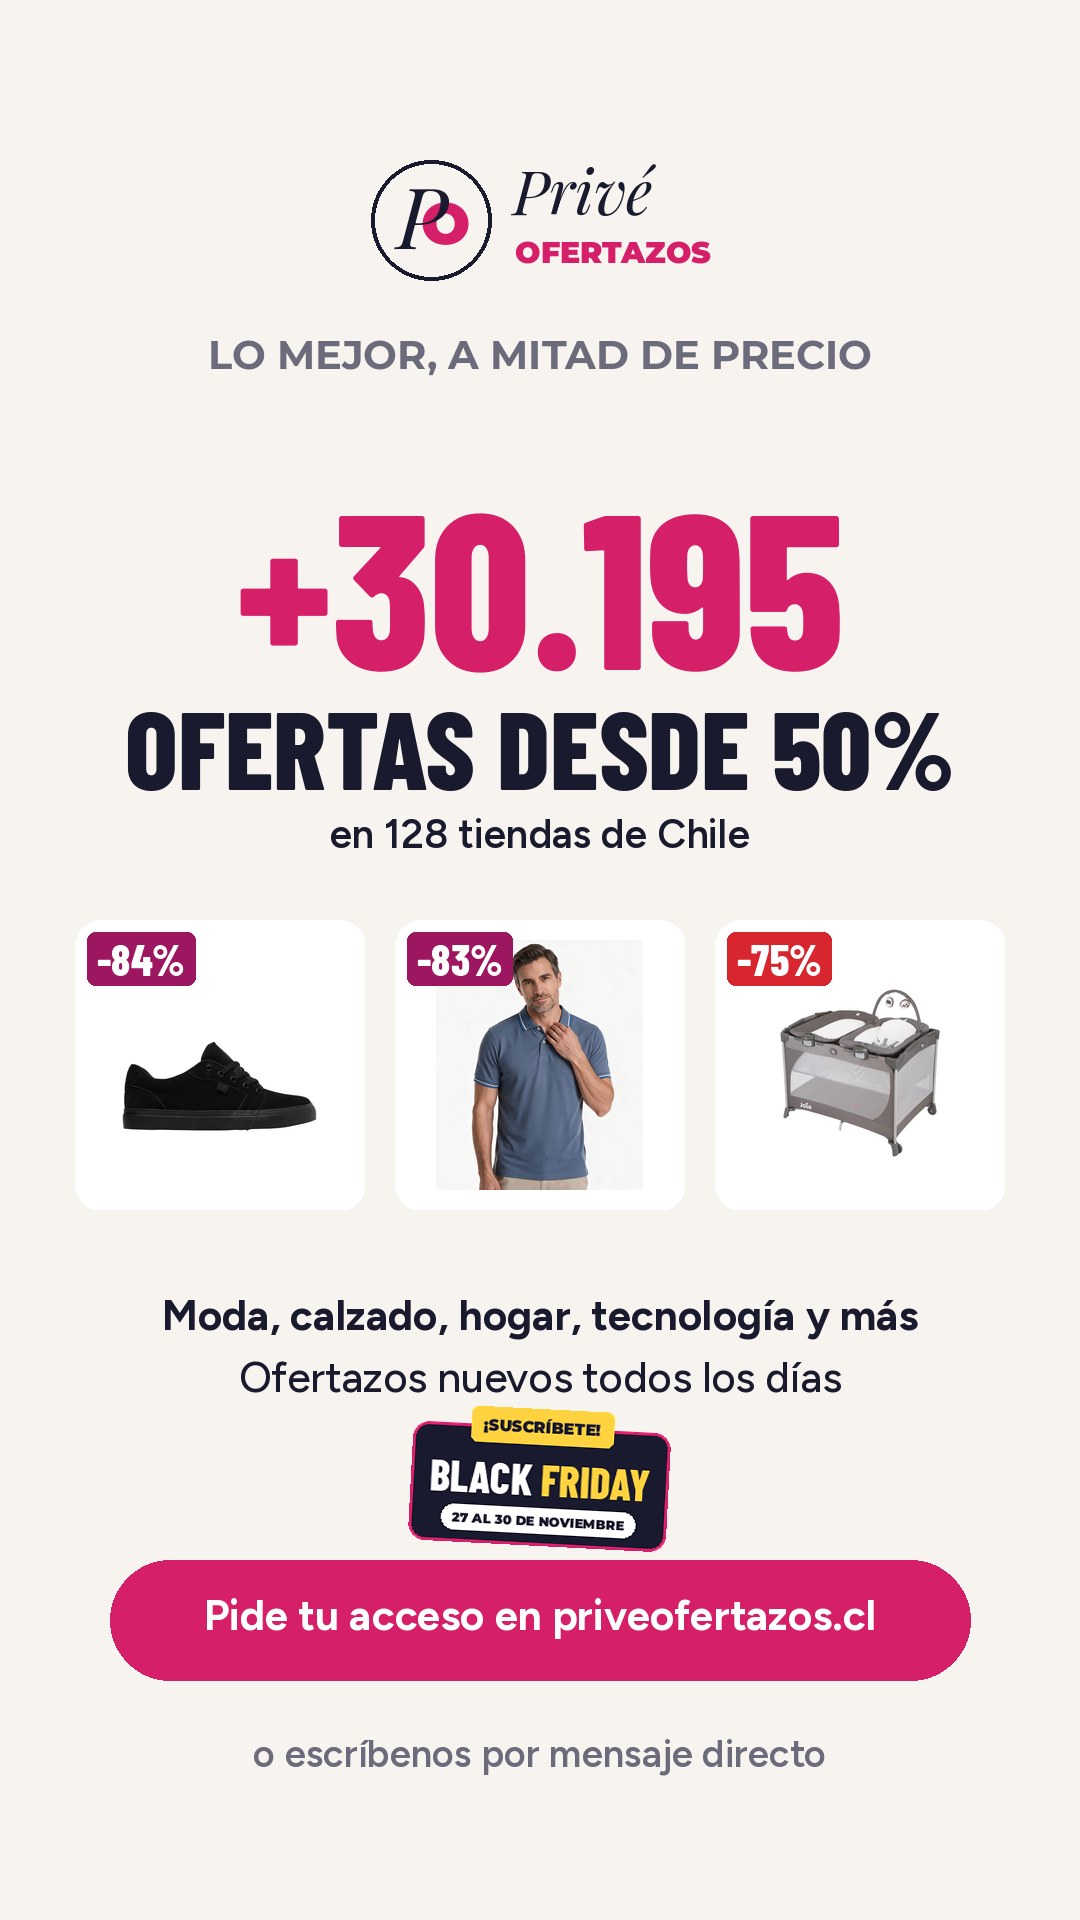 Po
Privé
OFERTAZOS
LO MEJOR, A MITAD DE PRECIO
+30.195
OFERTAS DESDE 50%
en 128 tiendas de Chile
-84%
-83%
-75%
Joie
Moda, calzado, hogar, tecnología y más
Ofertazos nuevos todos los días
¡SUSCRÍBETE!
BLACK FRIDAY
27 AL 30 DE NOVIEMBRE
Pide tu acceso en priveofertazos.cl
o escríbenos por mensaje directo